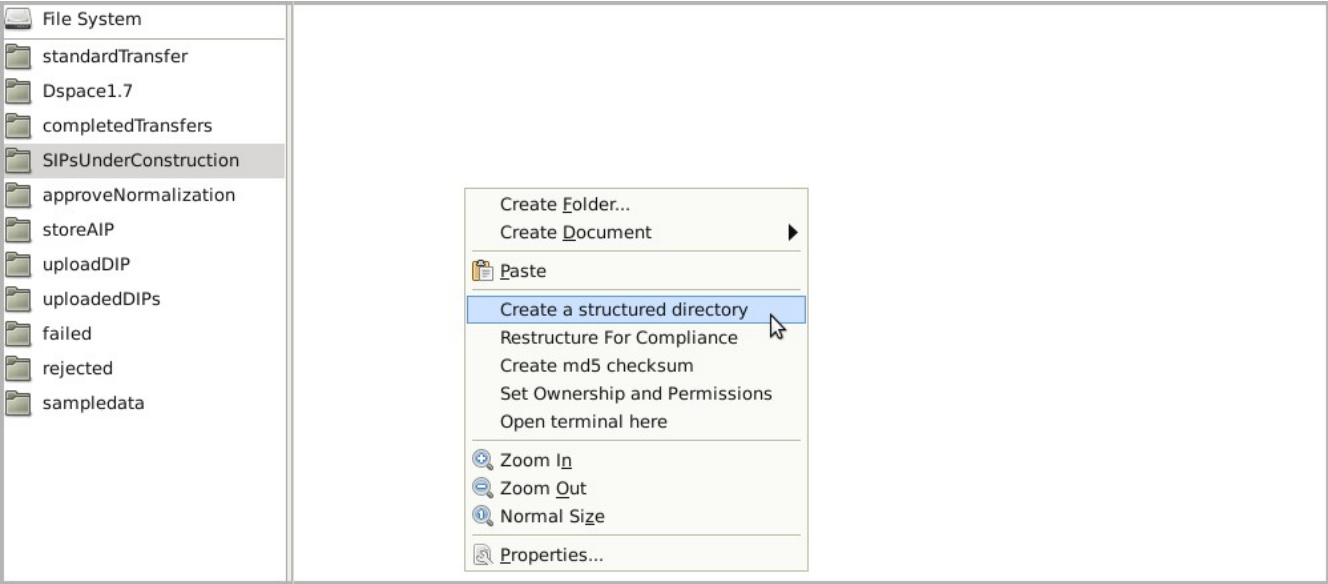 File System
standardTransfer
Dspace1.7
completedTransfers
SIPsUnderConstruction
approveNormalization
storeAIP
uploadDIP
uploadedDIPs
failed
rejected
sampledata
Create Folder...
Create Document
Paste
Create a structured directory
Restructure For Compliance
Create md5 checksum
Set Ownership and Permissions
Open terminal here
Zoom In
Zoom Out
Normal Size
Properties...